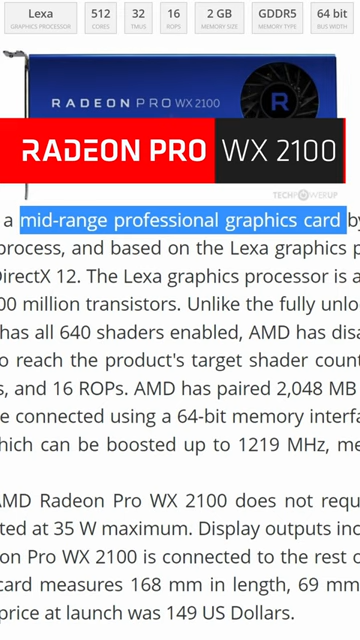 Lexa 512 32 16 2 GB GDDR5 64 bit
GRAPHICS PROCESSOR CORES TMUS ROPS MEMORY SIZE MEMORY TYPE BUS WIDTH
RADEON PRO WX 2100
R
RADEON PRO WX 2100
TECHPOWERUP
a mid-range professional graphics card by
process, and based on the Lexa graphics p
DirectX 12. The Lexa graphics processor is a
00 million transistors. Unlike the fully unlo
has all 640 shaders enabled, AMD has disa
o reach the product's target shader count
s, and 16 ROPs. AMD has paired 2,048 MB
e connected using a 64-bit memory interfa
hich can be boosted up to 1219 MHz, me
AMD Radeon Pro WX 2100 does not requ
ted at 35 W maximum. Display outputs inc
on Pro WX 2100 is connected to the rest o
card measures 168 mm in length, 69 mm
price at launch was 149 US Dollars.